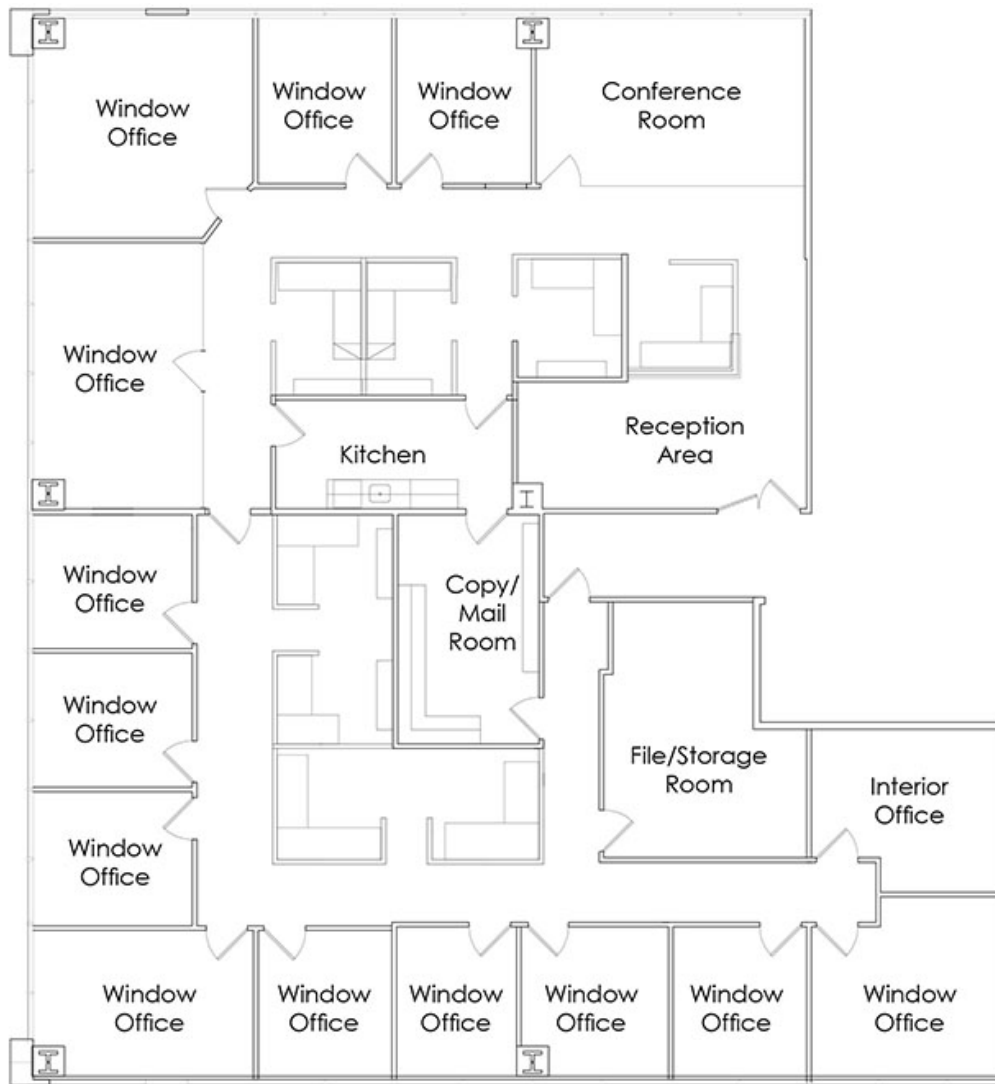 Window
Office
Window
Office
Window
Office
Conference
Room
Window
Office
Kitchen
Reception
Area
Window
Office
Copy/
Mail
Room
Window
Office
File/Storage
Room
Interior
Office
Window
Office
Window
Office
Window
Office
Window
Office
Window
Office
Window
Office
Window
Office